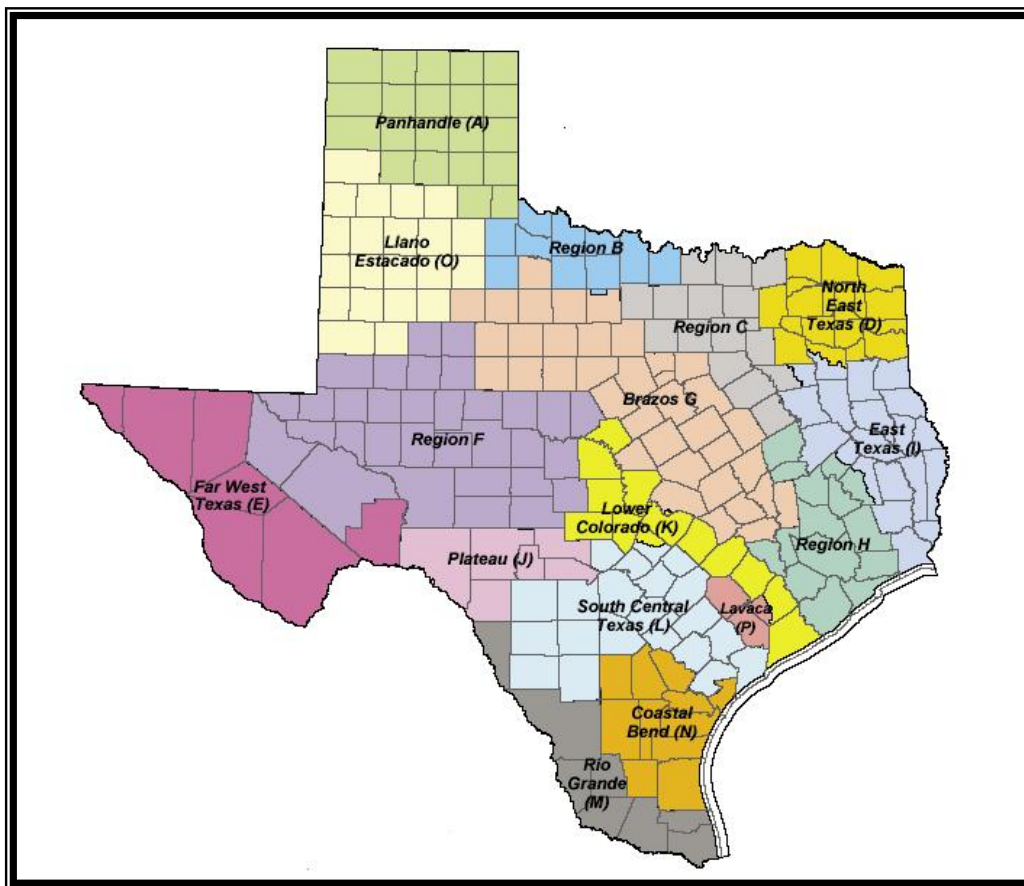 Panhandle (A)
Llano
Estacado (O)
Region B
North
East
Texas (D)
Region C
Brazos G
Region F
East
Texas (I)
Far West
Texas (E)
Lower
Colorado (K)
Region H
Plateau (J)
South Central
Texas (L)
Lavaca
(P)
Coastal
Bend (N)
Rio
Grande
(M)